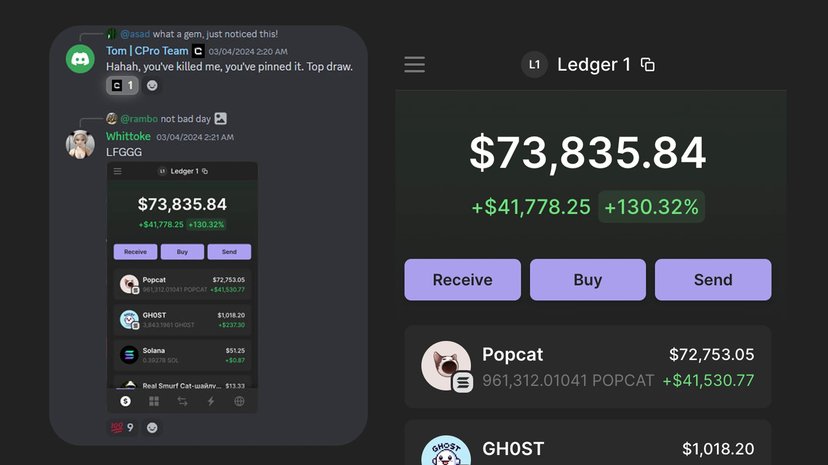 @asad what a gem, just noticed this!
Tom | CPro Team 03/04/2024 2:20 AM
Hahah, you've killed me, you've pinned it. Top draw.
1
@rambo not bad day
Whittoke 03/04/2024 2:21 AM
LFGGG
L1 Ledger 1
$73,835.84
+$41,778.25 +130.32%
Receive Buy Send
Popcat $72,753.05
961,312.01041 POPCAT +$41,530.77
GH0ST $1,018.20
3,843.1961 GH0ST +$237.30
Solana $51.25
0.39278 SOL +$0.87
Real Smurf Cat-шайлу... $13.33
100 9
L1 Ledger 1
$73,835.84
+$41,778.25 +130.32%
Receive Buy Send
Popcat $72,753.05
961,312.01041 POPCAT +$41,530.77
GHOST
GH0ST $1,018.20